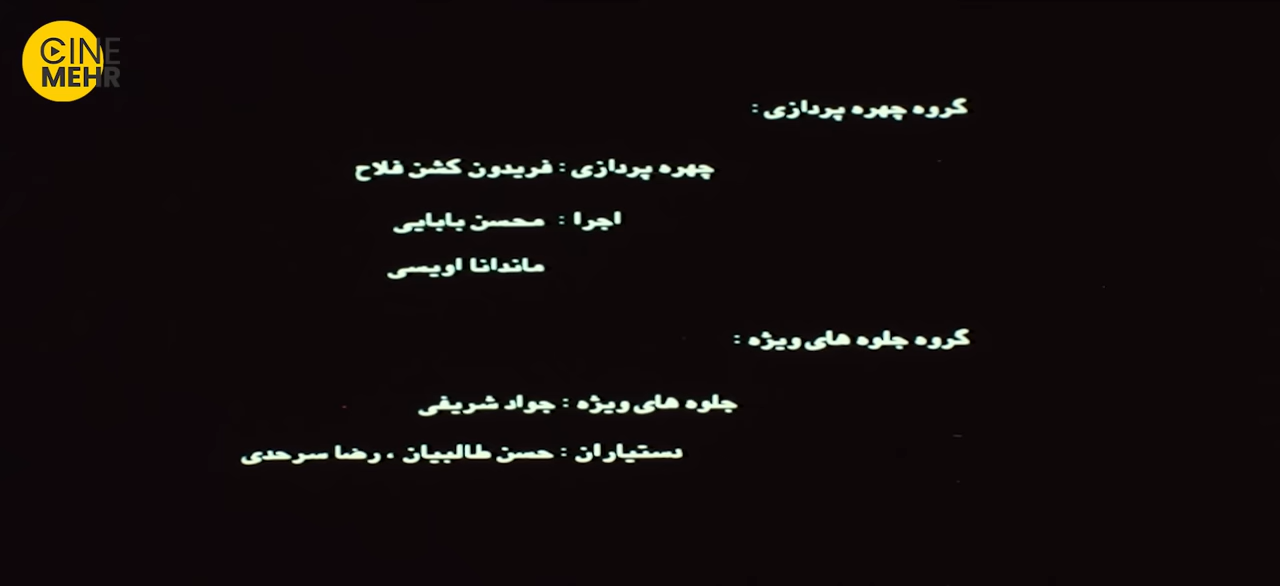 CINE
MEHR
گروه چهره پردازی :
چهره پردازی : فریدون کشن فلاح
اجرا : محسن بابایی
ماندانا اویسی
گروه جلوه های ویژه :
جلوه های ویژه : جواد شریفی
دستیاران : حسن طالبیان ، رضا سرحدی